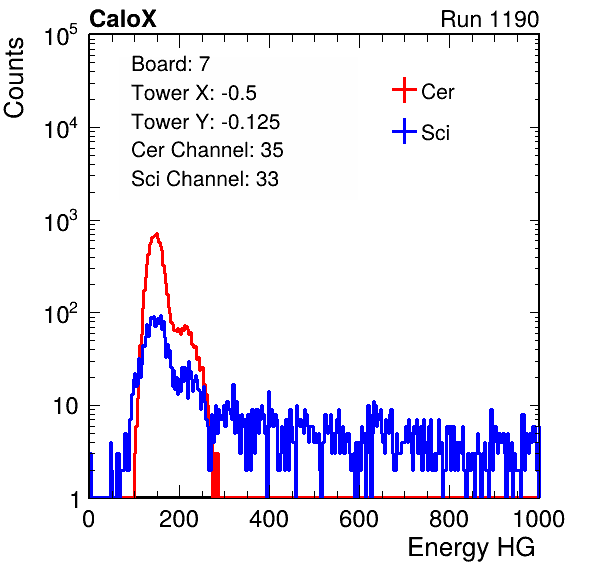 CaloX Run 1190
Counts
10^5
10^4
10^3
10^2
10
1
Board: 7
Tower X: -0.5
Tower Y: -0.125
Cer Channel: 35
Sci Channel: 33
Cer
Sci
0 200 400 600 800 1000
Energy HG